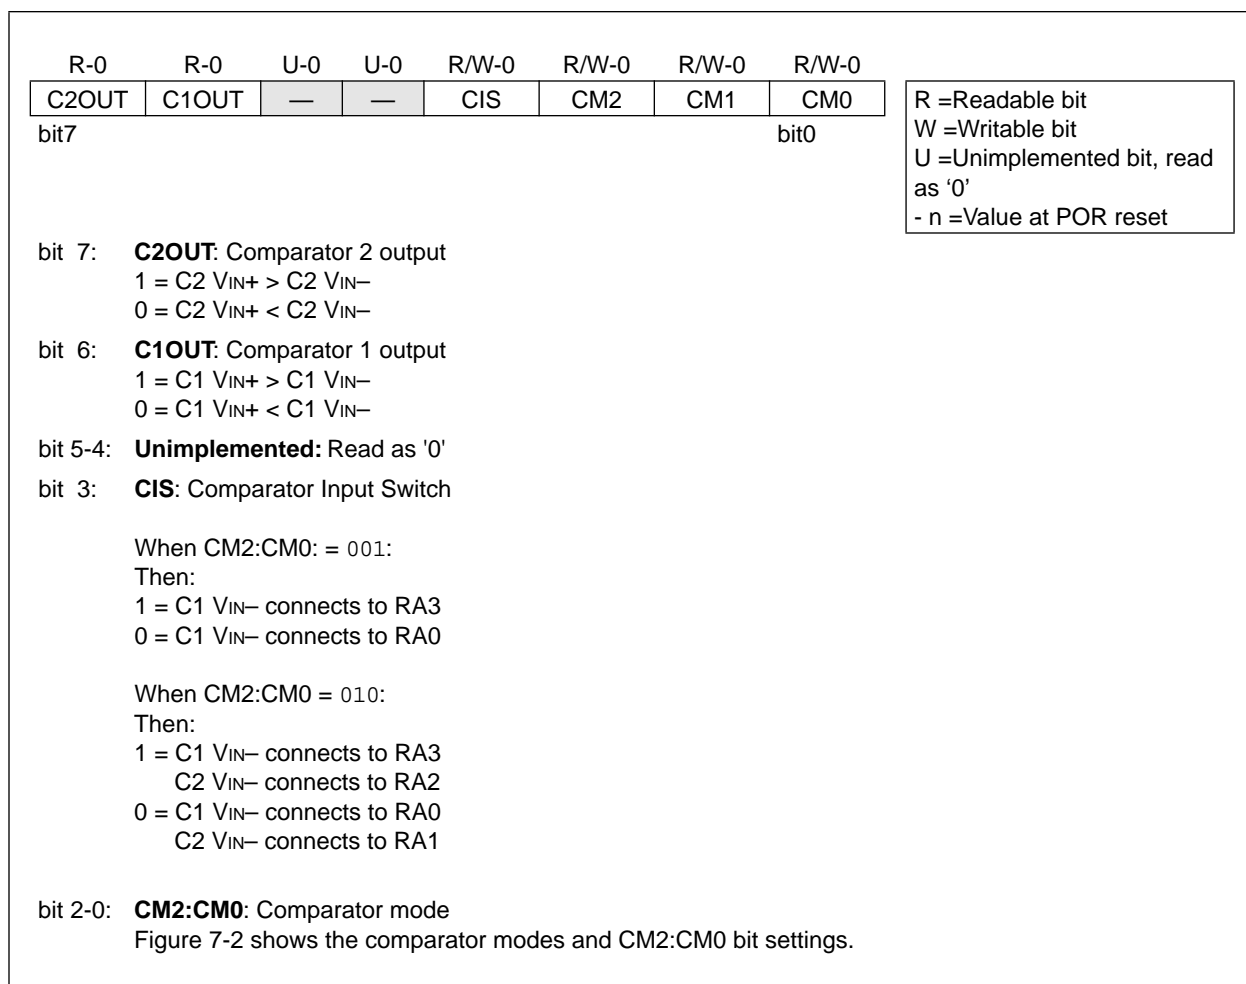 R-0 R-0 U-0 U-0 R/W-0 R/W-0 R/W-0 R/W-0
C2OUT C1OUT — — CIS CM2 CM1 CM0
bit7 bit0
R =Readable bit
W =Writable bit
U =Unimplemented bit, read
as ‘0’
- n =Value at POR reset
bit 7: C2OUT: Comparator 2 output
1 = C2 VIN+ > C2 VIN–
0 = C2 VIN+ < C2 VIN–
bit 6: C1OUT: Comparator 1 output
1 = C1 VIN+ > C1 VIN–
0 = C1 VIN+ < C1 VIN–
bit 5-4: Unimplemented: Read as '0'
bit 3: CIS: Comparator Input Switch
When CM2:CM0: = 001:
Then:
1 = C1 VIN– connects to RA3
0 = C1 VIN– connects to RA0
When CM2:CM0 = 010:
Then:
1 = C1 VIN– connects to RA3
C2 VIN– connects to RA2
0 = C1 VIN– connects to RA0
C2 VIN– connects to RA1
bit 2-0: CM2:CM0: Comparator mode
Figure 7-2 shows the comparator modes and CM2:CM0 bit settings.